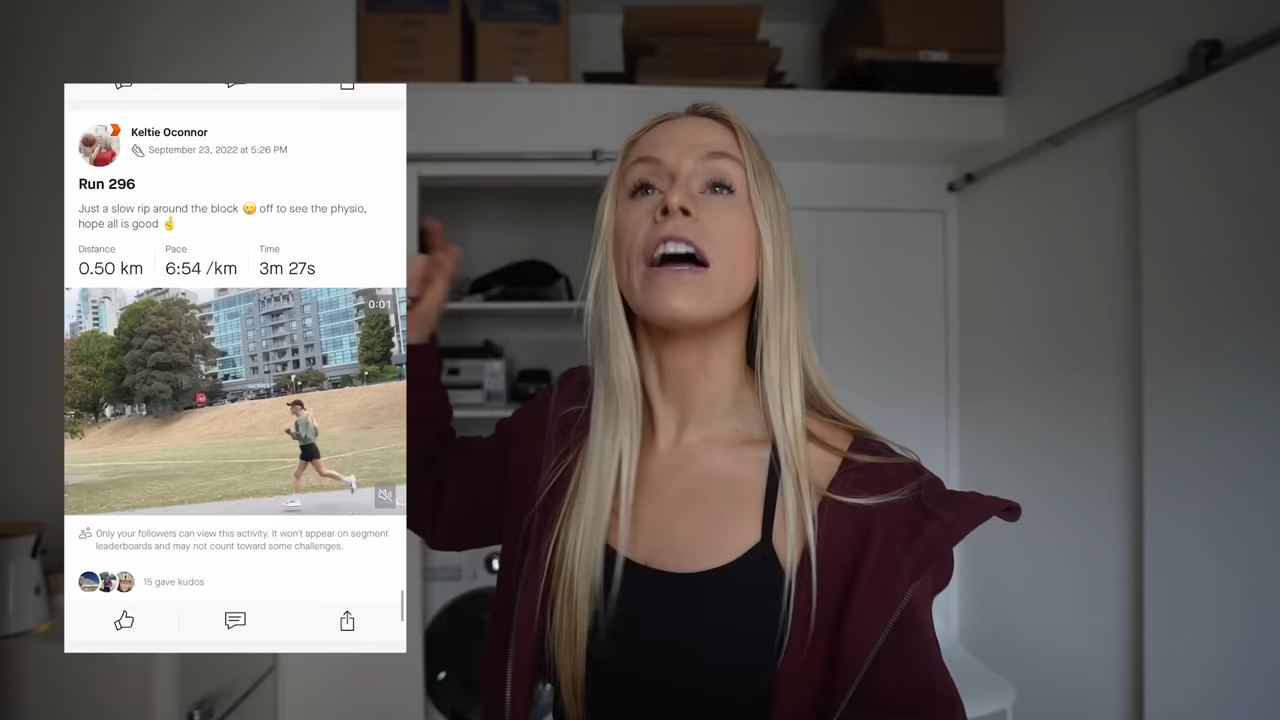 Keltie Oconnor
September 23, 2022 at 5:26 PM
Run 296
Just a slow rip around the block 😢 off to see the physio,
hope all is good 🤞
Distance Pace Time
0.50 km 6:54 /km 3m 27s
0:01
Only your followers can view this activity. It won't appear on segment
leaderboards and may not count toward some challenges.
15 gave kudos